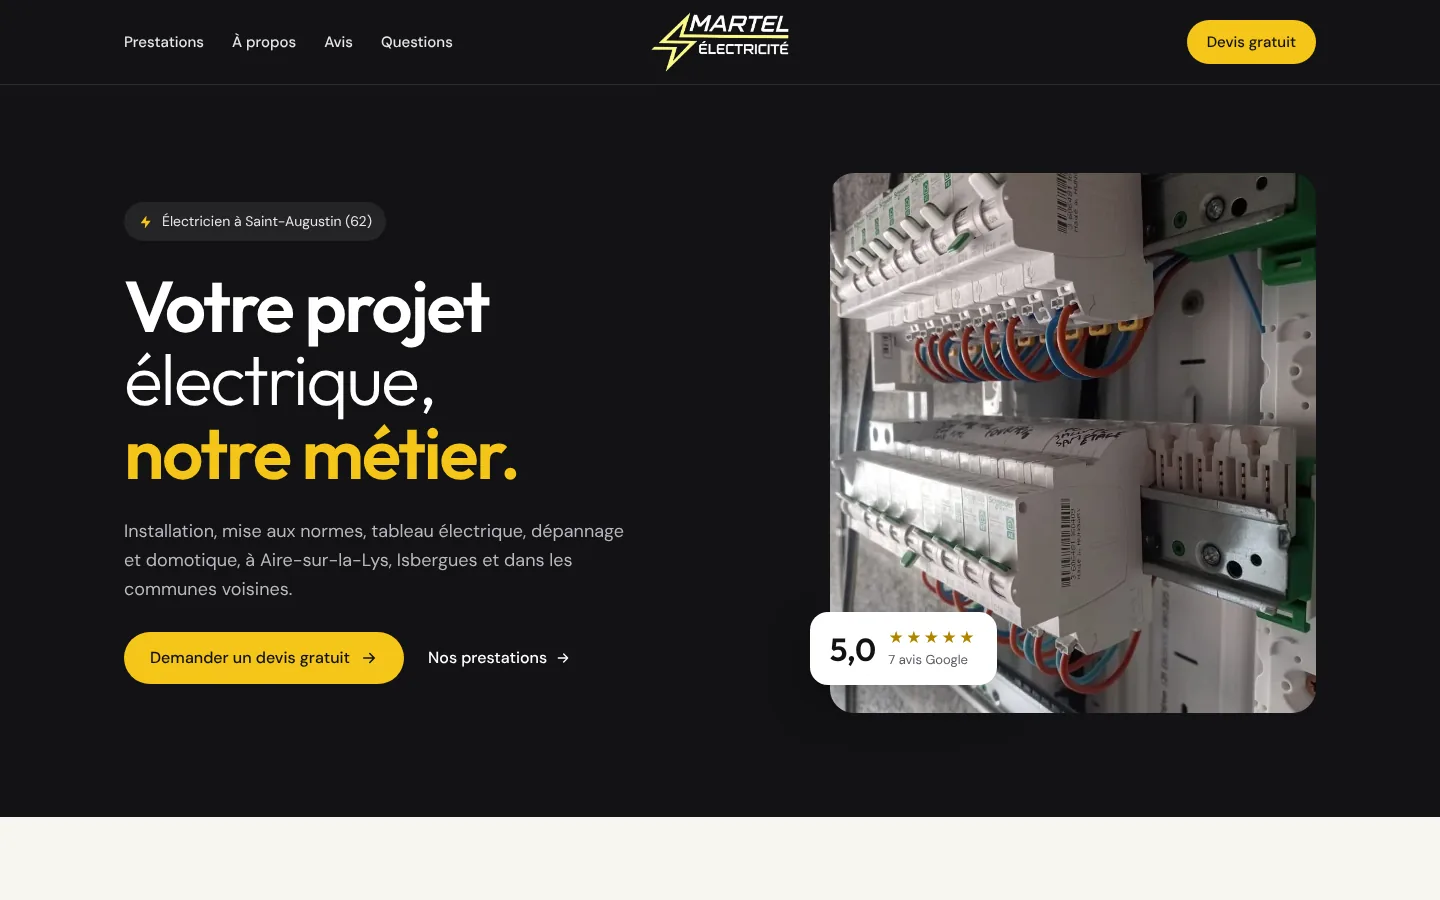 Prestations
À propos
Avis
Questions
MARTEL
ÉLECTRICITÉ
Devis gratuit
Électricien à Saint-Augustin (62)
Votre projet
électrique,
notre métier.
Installation, mise aux normes, tableau électrique, dépannage
et domotique, à Aire-sur-la-Lys, Isbergues et dans les
communes voisines.
Demander un devis gratuit →
Nos prestations →
5,0
★★★★★
7 avis Google